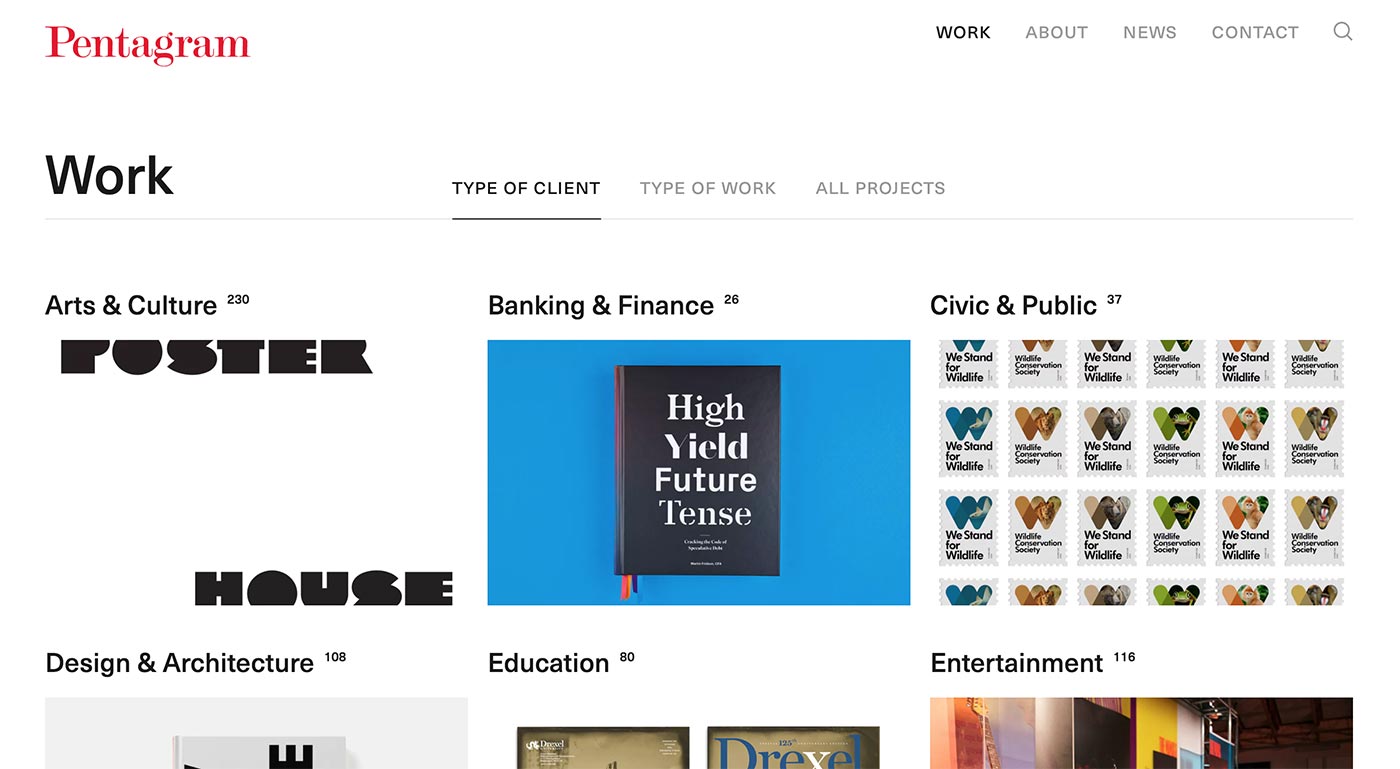 Pentagram
WORK ABOUT NEWS CONTACT
Work
TYPE OF CLIENT TYPE OF WORK ALL PROJECTS
Arts & Culture 230
Banking & Finance 26
Civic & Public 37
POSTER
HOUSE
High
Yield
Future
Tense
Cracking the Code of
Speculative Debt
Martin Fridson, CFA
We Stand
for
Wildlife
Wildlife
Conservation
Society
We Stand
for
Wildlife
Wildlife
Conservation
Society
We Stand
for
Wildlife
Wildlife
Conservation
Society
We Stand
for
Wildlife
Wildlife
Conservation
Society
We Stand
for
Wildlife
Wildlife
Conservation
Society
We Stand
for
Wildlife
Wildlife
Conservation
Society
We Stand
for
Wildlife
Wildlife
Conservation
Society
We Stand
for
Wildlife
Wildlife
Conservation
Society
We Stand
for
Wildlife
Wildlife
Conservation
Society
Design & Architecture 108
Education 80
Entertainment 116
Drexel
125th
Drexel